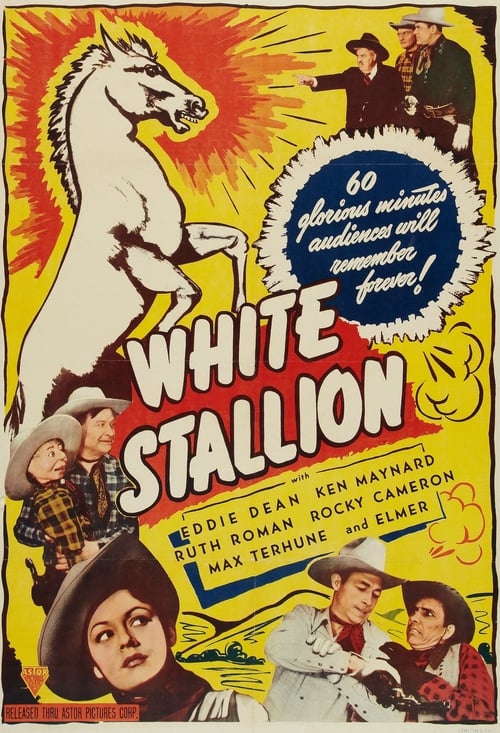 60
glorious minutes
audiences will
remember
forever!
WHITE
STALLION
with
EDDIE DEAN KEN MAYNARD
RUTH ROMAN ROCKY CAMERON
MAX TERHUNE and ELMER
ASTOR
RELEASED THRU ASTOR PICTURES CORP.